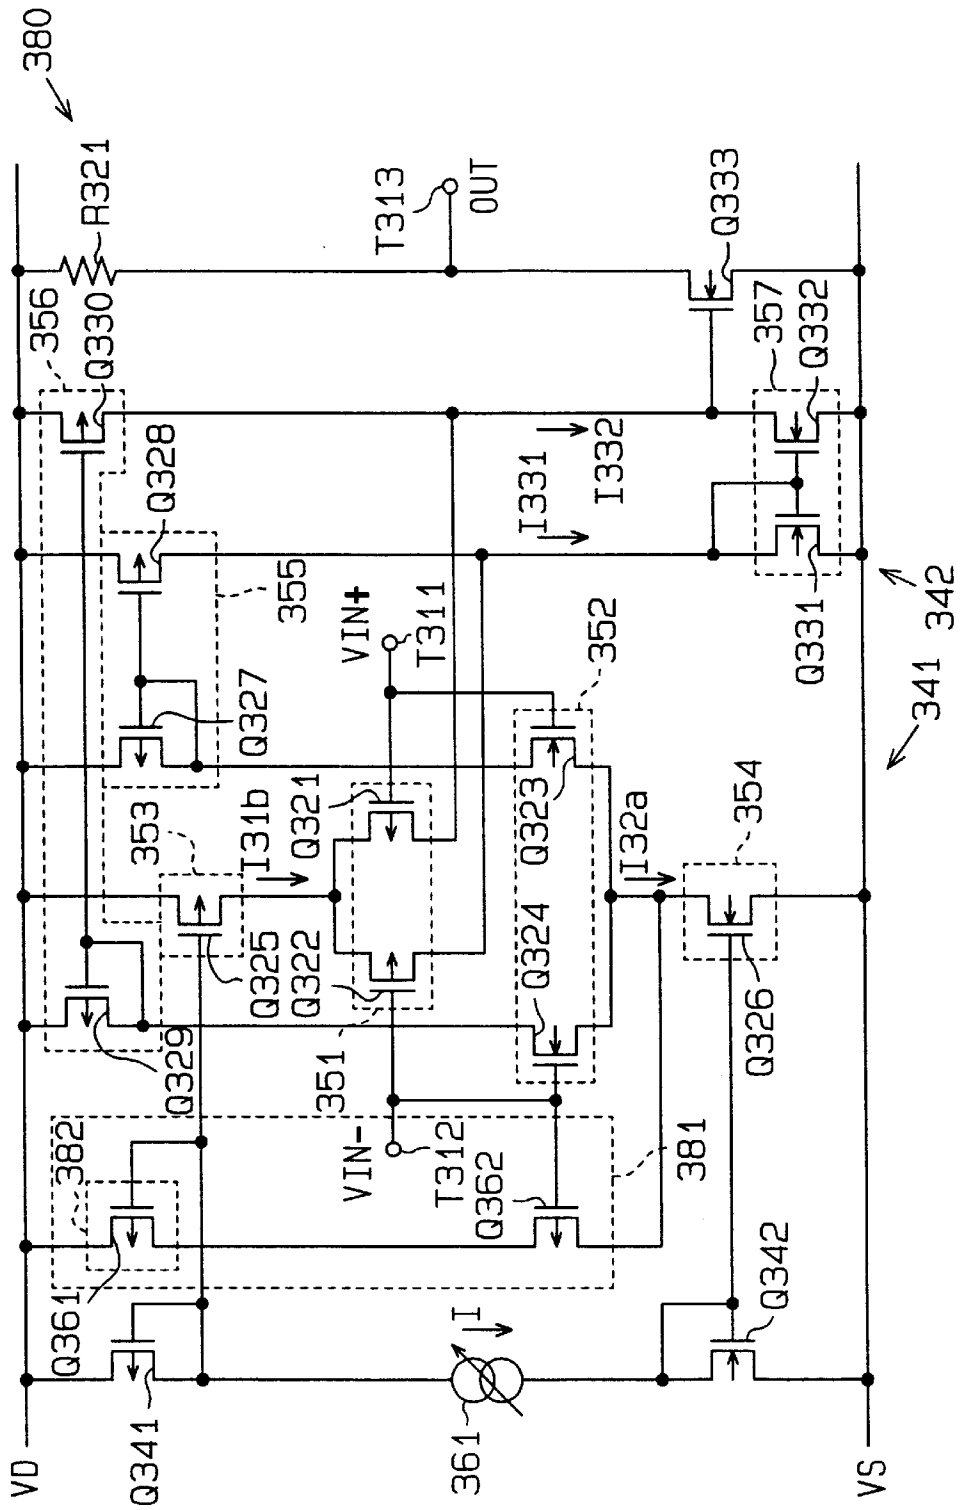 380
VD
Q341
Q361
382
Q329
353
Q325
I31b
Q322
Q321
351
VIN-
T312
Q362
381
361
I
Q342
VS
Q327
355
Q328
356
Q330
R321
VIN+
T311
352
Q324
Q323
I32a
354
Q326
I331
I332
T313
OUT
Q333
357
Q332
Q331
341
342